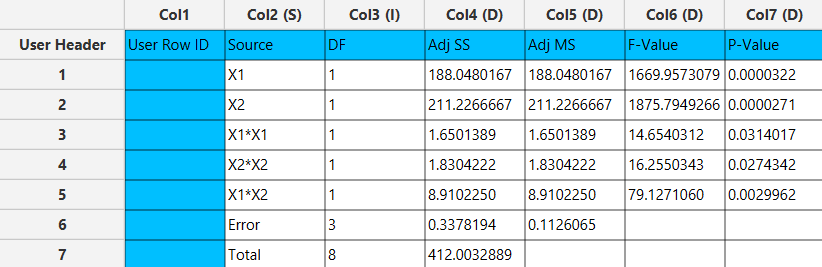 Col1 Col2 (S) Col3 (I) Col4 (D) Col5 (D) Col6 (D) Col7 (D)
User Header User Row ID Source DF Adj SS Adj MS F-Value P-Value
1 X1 1 188.0480167 188.0480167 1669.9573079 0.0000322
2 X2 1 211.2266667 211.2266667 1875.7949266 0.0000271
3 X1*X1 1 1.6501389 1.6501389 14.6540312 0.0314017
4 X2*X2 1 1.8304222 1.8304222 16.2550343 0.0274342
5 X1*X2 1 8.9102250 8.9102250 79.1271060 0.0029962
6 Error 3 0.3378194 0.1126065
7 Total 8 412.0032889